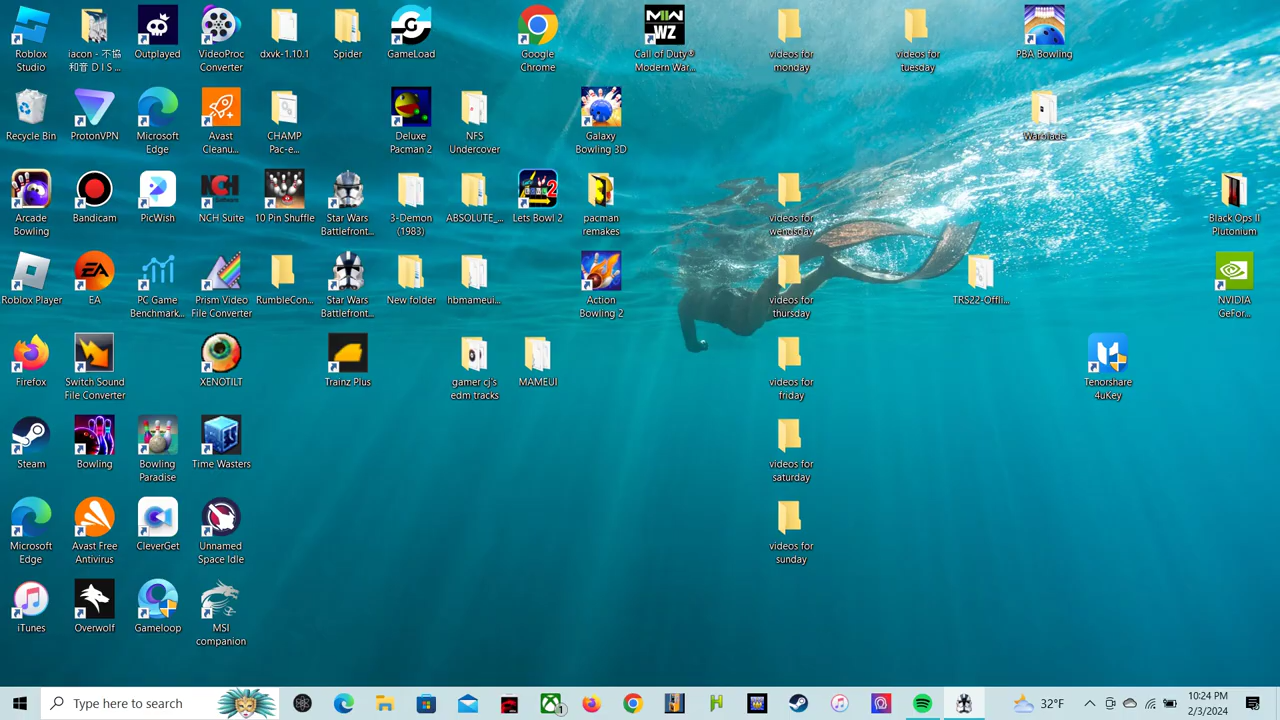 Roblox
Studio
iacon - 不協
和音 D I S ...
Outplayed
VideoProc
Converter
dxvk-1.10.1
Spider
GameLoad
Google
Chrome
MW
WZ
Call of Duty®
Modern War...
videos for
monday
videos for
tuesday
PBA Bowling
Recycle Bin
ProtonVPN
Microsoft
Edge
Avast
Cleanu...
CHAMP
Pac-e...
Deluxe
Pacman 2
NFS
Undercover
Galaxy
Bowling 3D
Warblade
Arcade
Bowling
Bandicam
PicWish
NCH
NCH Suite
10 Pin Shuffle
Star Wars
Battlefront...
3-Demon
(1983)
ABSOLUTE_...
Lets Bowl 2
pacman
remakes
videos for
wendsday
Black Ops II
Plutonium
Roblox Player
EA
EA
PC Game
Benchmark...
Prism Video
File Converter
RumbleCon...
Star Wars
Battlefront...
New folder
hbmameui...
Action
Bowling 2
videos for
thursday
TRS22-Offli...
NVIDIA
GeFor...
Firefox
Switch Sound
File Converter
XENOTILT
Trainz Plus
gamer cj's
edm tracks
MAMEUI
videos for
friday
Tenorshare
4uKey
Steam
Bowling
Bowling
Paradise
Time Wasters
videos for
saturday
Microsoft
Edge
Avast Free
Antivirus
CleverGet
Unnamed
Space Idle
videos for
sunday
iTunes
Overwolf
Gameloop
MSI
companion
Type here to search
1
32°F
10:24 PM
2/3/2024